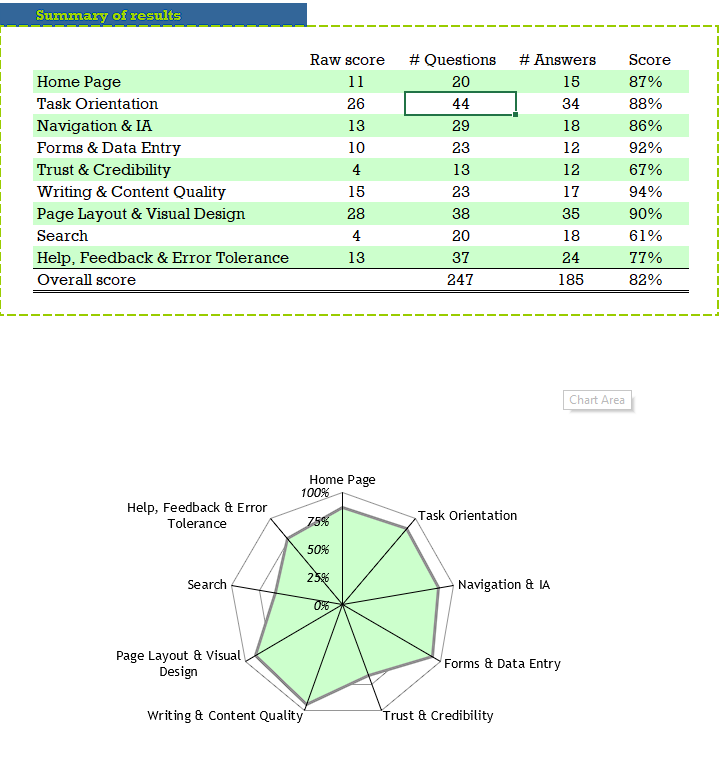 Summary of results
Raw score # Questions # Answers Score
Home Page 11 20 15 87%
Task Orientation 26 44 34 88%
Navigation & IA 13 29 18 86%
Forms & Data Entry 10 23 12 92%
Trust & Credibility 4 13 12 67%
Writing & Content Quality 15 23 17 94%
Page Layout & Visual Design 28 38 35 90%
Search 4 20 18 61%
Help, Feedback & Error Tolerance 13 37 24 77%
Overall score 247 185 82%
Chart Area
Home Page
100%
Help, Feedback & Error
Tolerance
Task Orientation
75%
50%
25%
Search
Navigation & IA
0%
Page Layout & Visual
Design
Forms & Data Entry
Writing & Content Quality
Trust & Credibility